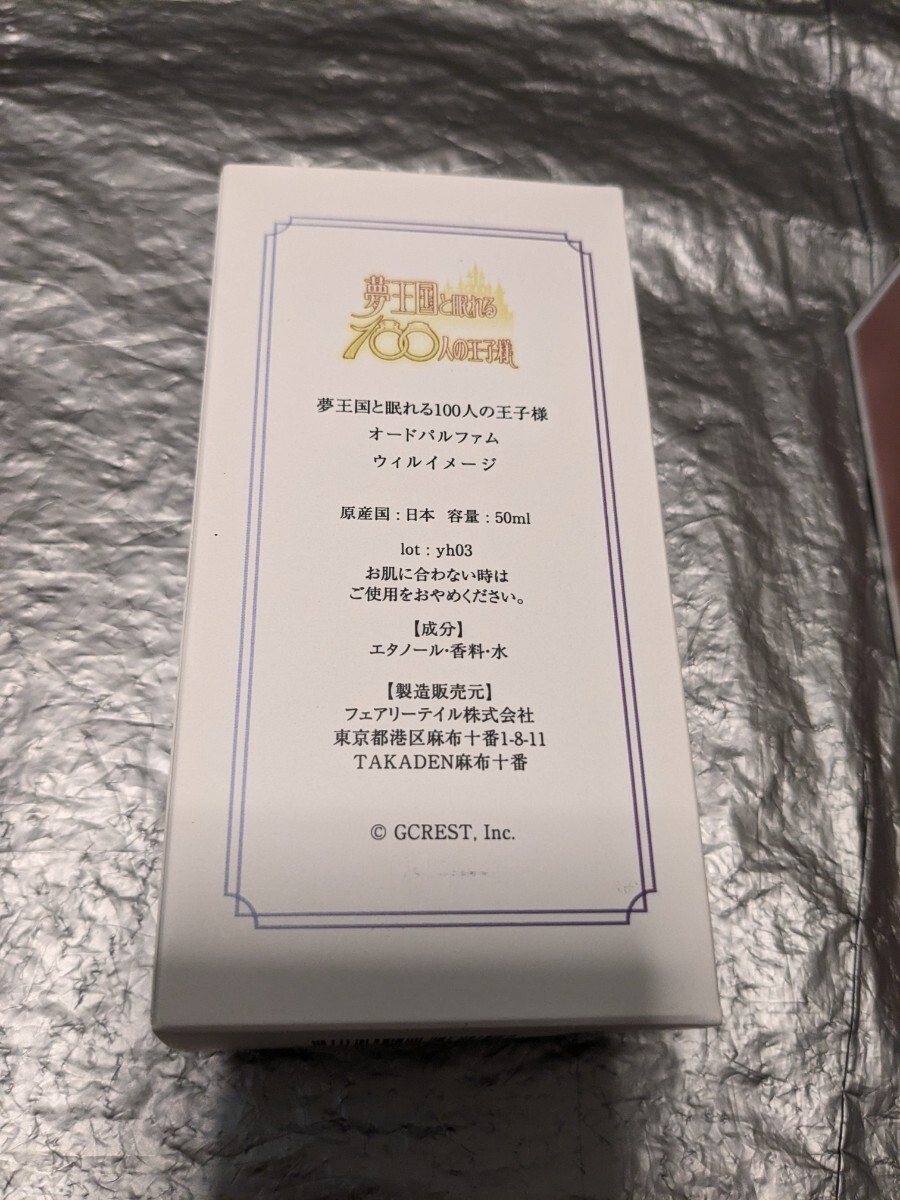 夢王国と眠れる
100人の王子様
夢王国と眠れる100人の王子様
オードパルファム
ウィルイメージ
原産国：日本 容量：50ml
lot : yh03
お肌に合わない時は
ご使用をおやめください。
【成分】
エタノール・香料・水
【製造販売元】
フェアリーテイル株式会社
東京都港区麻布十番1-8-11
TAKADEN麻布十番
© GCREST, Inc.